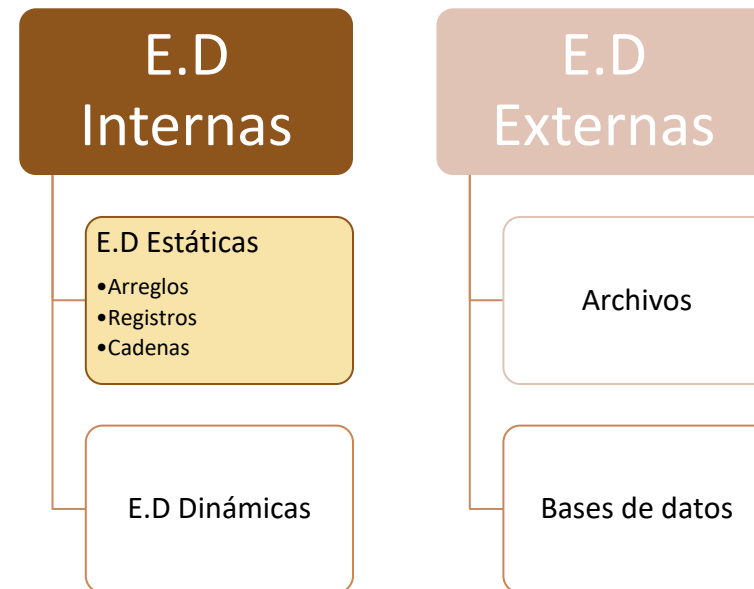 E.D
Internas
E.D Estáticas
•Arreglos
•Registros
•Cadenas
E.D Dinámicas
E.D
Externas
Archivos
Bases de datos